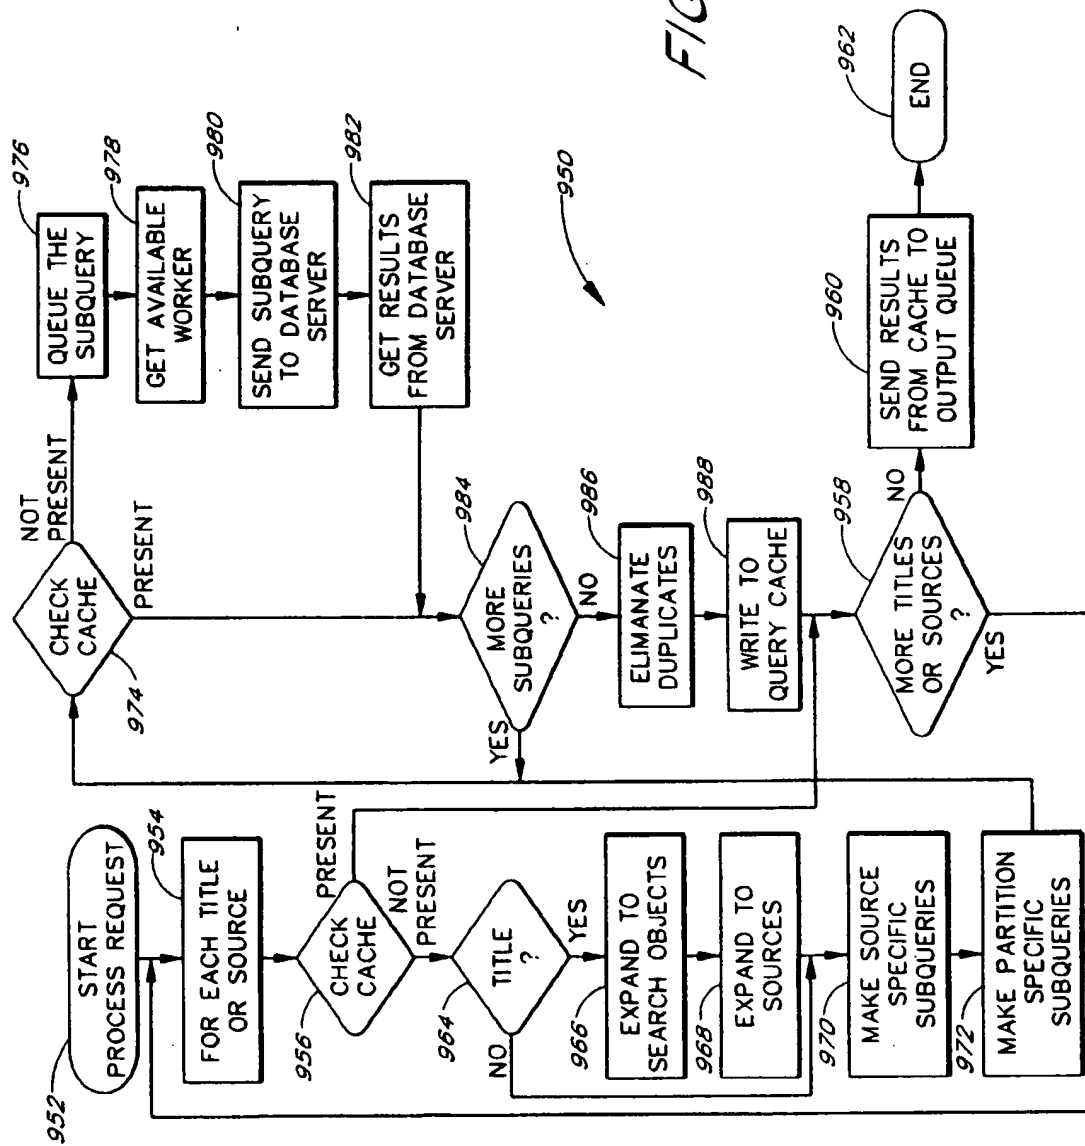 952
START
PROCESS REQUEST
954
FOR EACH TITLE
OR SOURCE
956
CHECK
CACHE
PRESENT
NOT
PRESENT
964
TITLE
?
NO
YES
966
EXPAND TO
SEARCH OBJECTS
968
EXPAND TO
SOURCES
970
MAKE SOURCE
SPECIFIC
SUBQUERIES
972
MAKE PARTITION
SPECIFIC
SUBQUERIES
974
CHECK
CACHE
NOT
PRESENT
PRESENT
976
QUEUE THE
SUBQUERY
978
GET AVAILABLE
WORKER
980
SEND SUBQUERY
TO DATABASE
SERVER
982
GET RESULTS
FROM DATABASE
SERVER
984
MORE
SUBQUERIES
?
YES
NO
986
ELIMANATE
DUPLICATES
988
WRITE TO
QUERY CACHE
958
MORE TITLES
OR SOURCES
?
YES
NO
960
SEND RESULTS
FROM CACHE TO
OUTPUT QUEUE
962
END
950
FIG